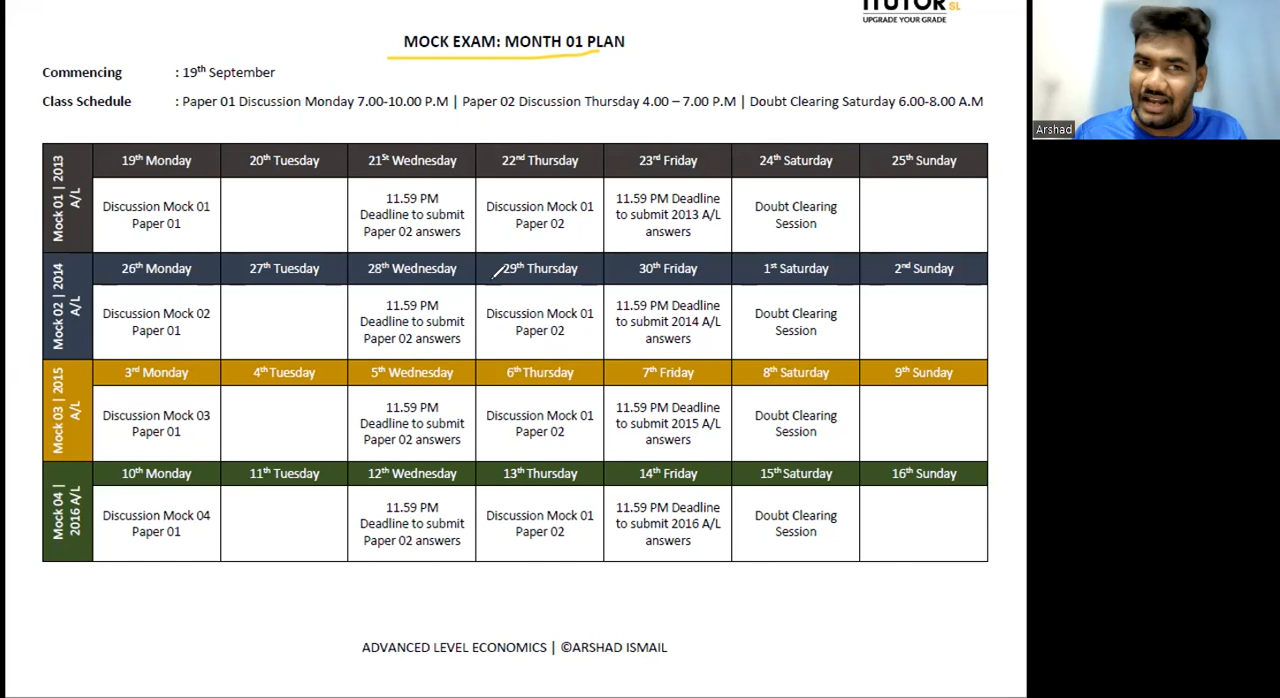 ITUTOR SL
UPGRADE YOUR GRADE
MOCK EXAM: MONTH 01 PLAN
Commencing : 19th September
Class Schedule : Paper 01 Discussion Monday 7.00-10.00 P.M | Paper 02 Discussion Thursday 4.00 – 7.00 P.M | Doubt Clearing Saturday 6.00-8.00 A.M
Arshad
Mock 01 | 2013
A/L
19th Monday 20th Tuesday 21St Wednesday 22nd Thursday 23rd Friday 24th Saturday 25th Sunday
Discussion Mock 01
Paper 01
11.59 PM
Deadline to submit
Paper 02 answers
Discussion Mock 01
Paper 02
11.59 PM Deadline
to submit 2013 A/L
answers
Doubt Clearing
Session
Mock 02 | 2014
A/L
26th Monday 27th Tuesday 28th Wednesday 29th Thursday 30th Friday 1st Saturday 2nd Sunday
Discussion Mock 02
Paper 01
11.59 PM
Deadline to submit
Paper 02 answers
Discussion Mock 01
Paper 02
11.59 PM Deadline
to submit 2014 A/L
answers
Doubt Clearing
Session
Mock 03 | 2015
A/L
3rd Monday 4th Tuesday 5th Wednesday 6th Thursday 7th Friday 8th Saturday 9th Sunday
Discussion Mock 03
Paper 01
11.59 PM
Deadline to submit
Paper 02 answers
Discussion Mock 01
Paper 02
11.59 PM Deadline
to submit 2015 A/L
answers
Doubt Clearing
Session
Mock 04 |
2016 A/L
10th Monday 11th Tuesday 12th Wednesday 13th Thursday 14th Friday 15th Saturday 16th Sunday
Discussion Mock 04
Paper 01
11.59 PM
Deadline to submit
Paper 02 answers
Discussion Mock 01
Paper 02
11.59 PM Deadline
to submit 2016 A/L
answers
Doubt Clearing
Session
ADVANCED LEVEL ECONOMICS | ©ARSHAD ISMAIL